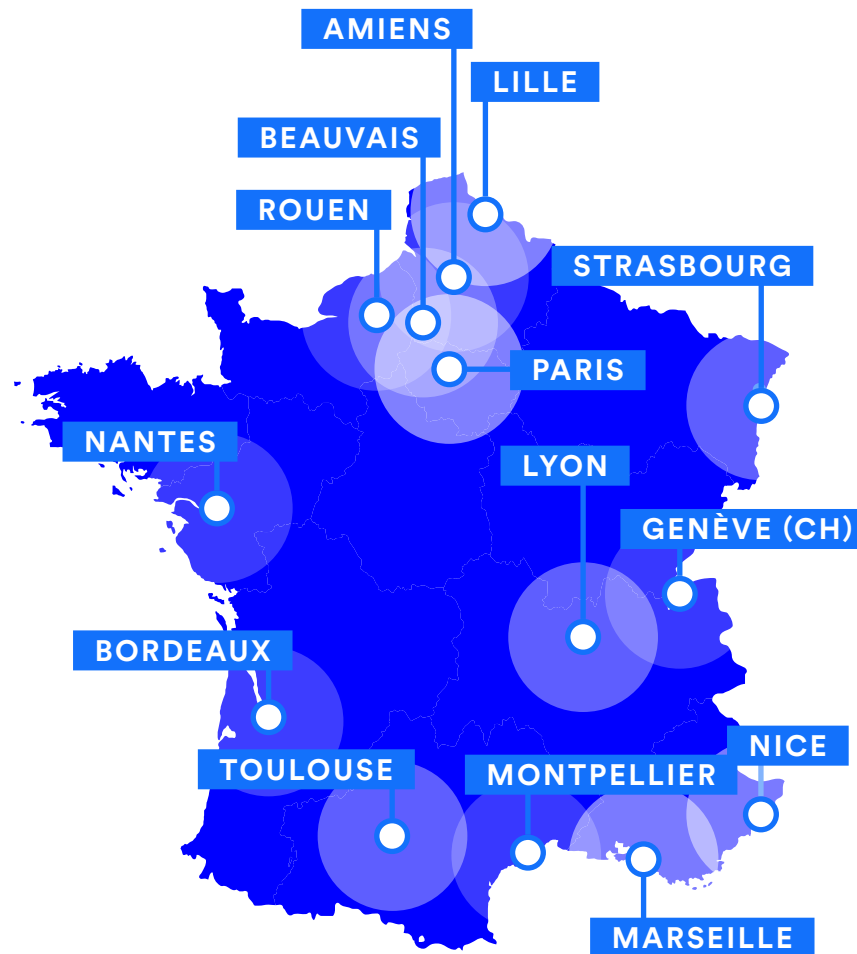 AMIENS
LILLE
BEAUVAIS
ROUEN
STRASBOURG
PARIS
NANTES
LYON
GENÈVE (CH)
BORDEAUX
NICE
TOULOUSE
MONTPELLIER
MARSEILLE